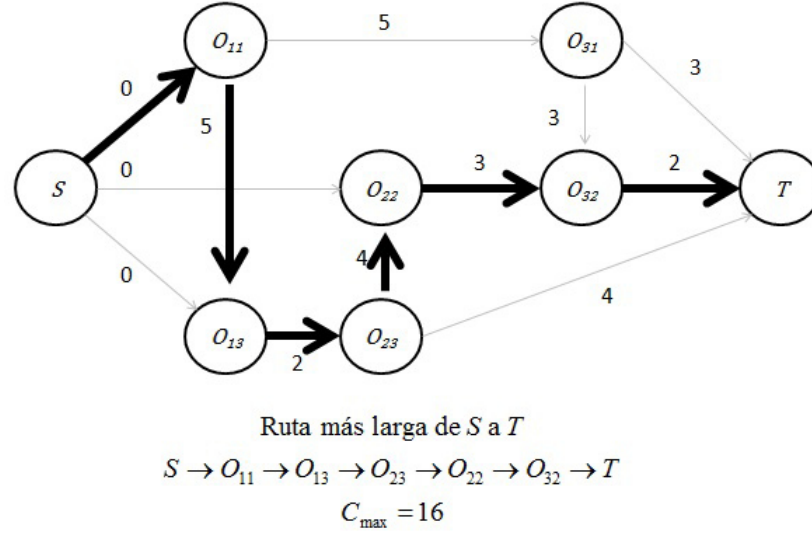 O₁₁ 5 O₃₁
0 5 3 3
S 0 O₂₂ 3 O₃₂ 2 T
0 4 4
O₁₃ 2 O₂₃
Ruta más larga de S a T
S → O₁₁ → O₁₃ → O₂₃ → O₂₂ → O₃₂ → T
C_max = 16